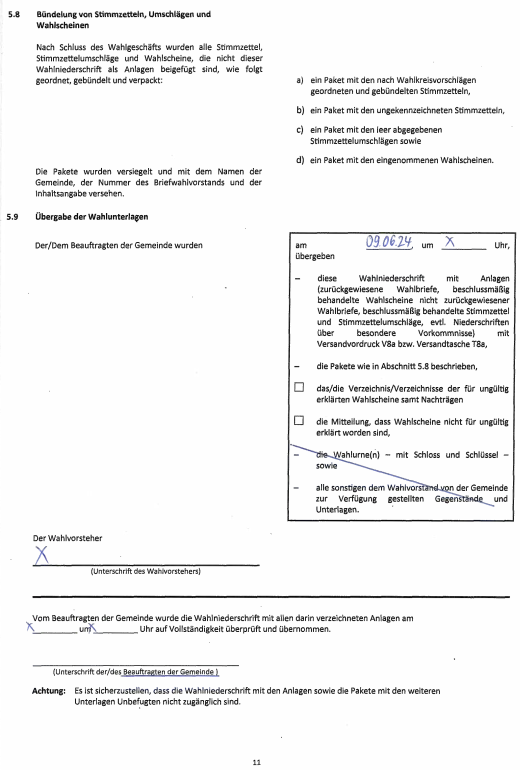 5.8 Bündelung von Stimmzetteln, Umschlägen und
Wahlscheinen
Nach Schluss des Wahlgeschäfts wurden alle Stimmzettel,
Stimmzettelumschläge und Wahlscheine, die nicht dieser
Wahlniederschrift als Anlagen beigefügt sind, wie folgt
geordnet, gebündelt und verpackt:
a) ein Paket mit den nach Wahlkreisvorschlägen
geordneten und gebündelten Stimmzetteln,
b) ein Paket mit den ungekennzeichneten Stimmzetteln,
c) ein Paket mit den leer abgegebenen
Stimmzettelumschlägen sowie
d) ein Paket mit den eingenommenen Wahlscheinen.
Die Pakete wurden versiegelt und mit dem Namen der
Gemeinde, der Nummer des Briefwahlvorstands und der
Inhaltsangabe versehen.
5.9 Übergabe der Wahlunterlagen
Der/Dem Beauftragten der Gemeinde wurden
am 09.06.24, um X Uhr,
übergeben
– diese Wahlniederschrift mit Anlagen
(zurückgewiesene Wahlbriefe, beschlussmäßig
behandelte Wahlscheine nicht zurückgewiesener
Wahlbriefe, beschlussmäßig behandelte Stimmzettel
und Stimmzettelumschläge, evtl. Niederschriften
über besondere Vorkommnisse) mit
Versandvordruck V8a bzw. Versandtasche T8a,
– die Pakete wie in Abschnitt 5.8 beschrieben,
☐ das/die Verzeichnis/Verzeichnisse der für ungültig
erklärten Wahlscheine samt Nachträgen
☐ die Mitteilung, dass Wahlscheine nicht für ungültig
erklärt worden sind,
– die Wahlurne(n) – mit Schloss und Schlüssel –
sowie
– alle sonstigen dem Wahlvorstand von der Gemeinde
zur Verfügung gestellten Gegenstände und
Unterlagen.
Der Wahlvorsteher
X
(Unterschrift des Wahlvorstehers)
Vom Beauftragten der Gemeinde wurde die Wahlniederschrift mit allen darin verzeichneten Anlagen am
X um X Uhr auf Vollständigkeit überprüft und übernommen.
(Unterschrift der/des Beauftragten der Gemeinde )
Achtung: Es ist sicherzustellen, dass die Wahlniederschrift mit den Anlagen sowie die Pakete mit den weiteren
Unterlagen Unbefugten nicht zugänglich sind.
11